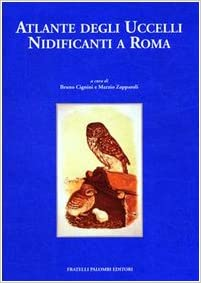 ATLANTE DEGLI UCCELLI
NIDIFICANTI A ROMA
a cura di
Bruno Cignini e Marzio Zapparoli
FRATELLI PALOMBI EDITORI